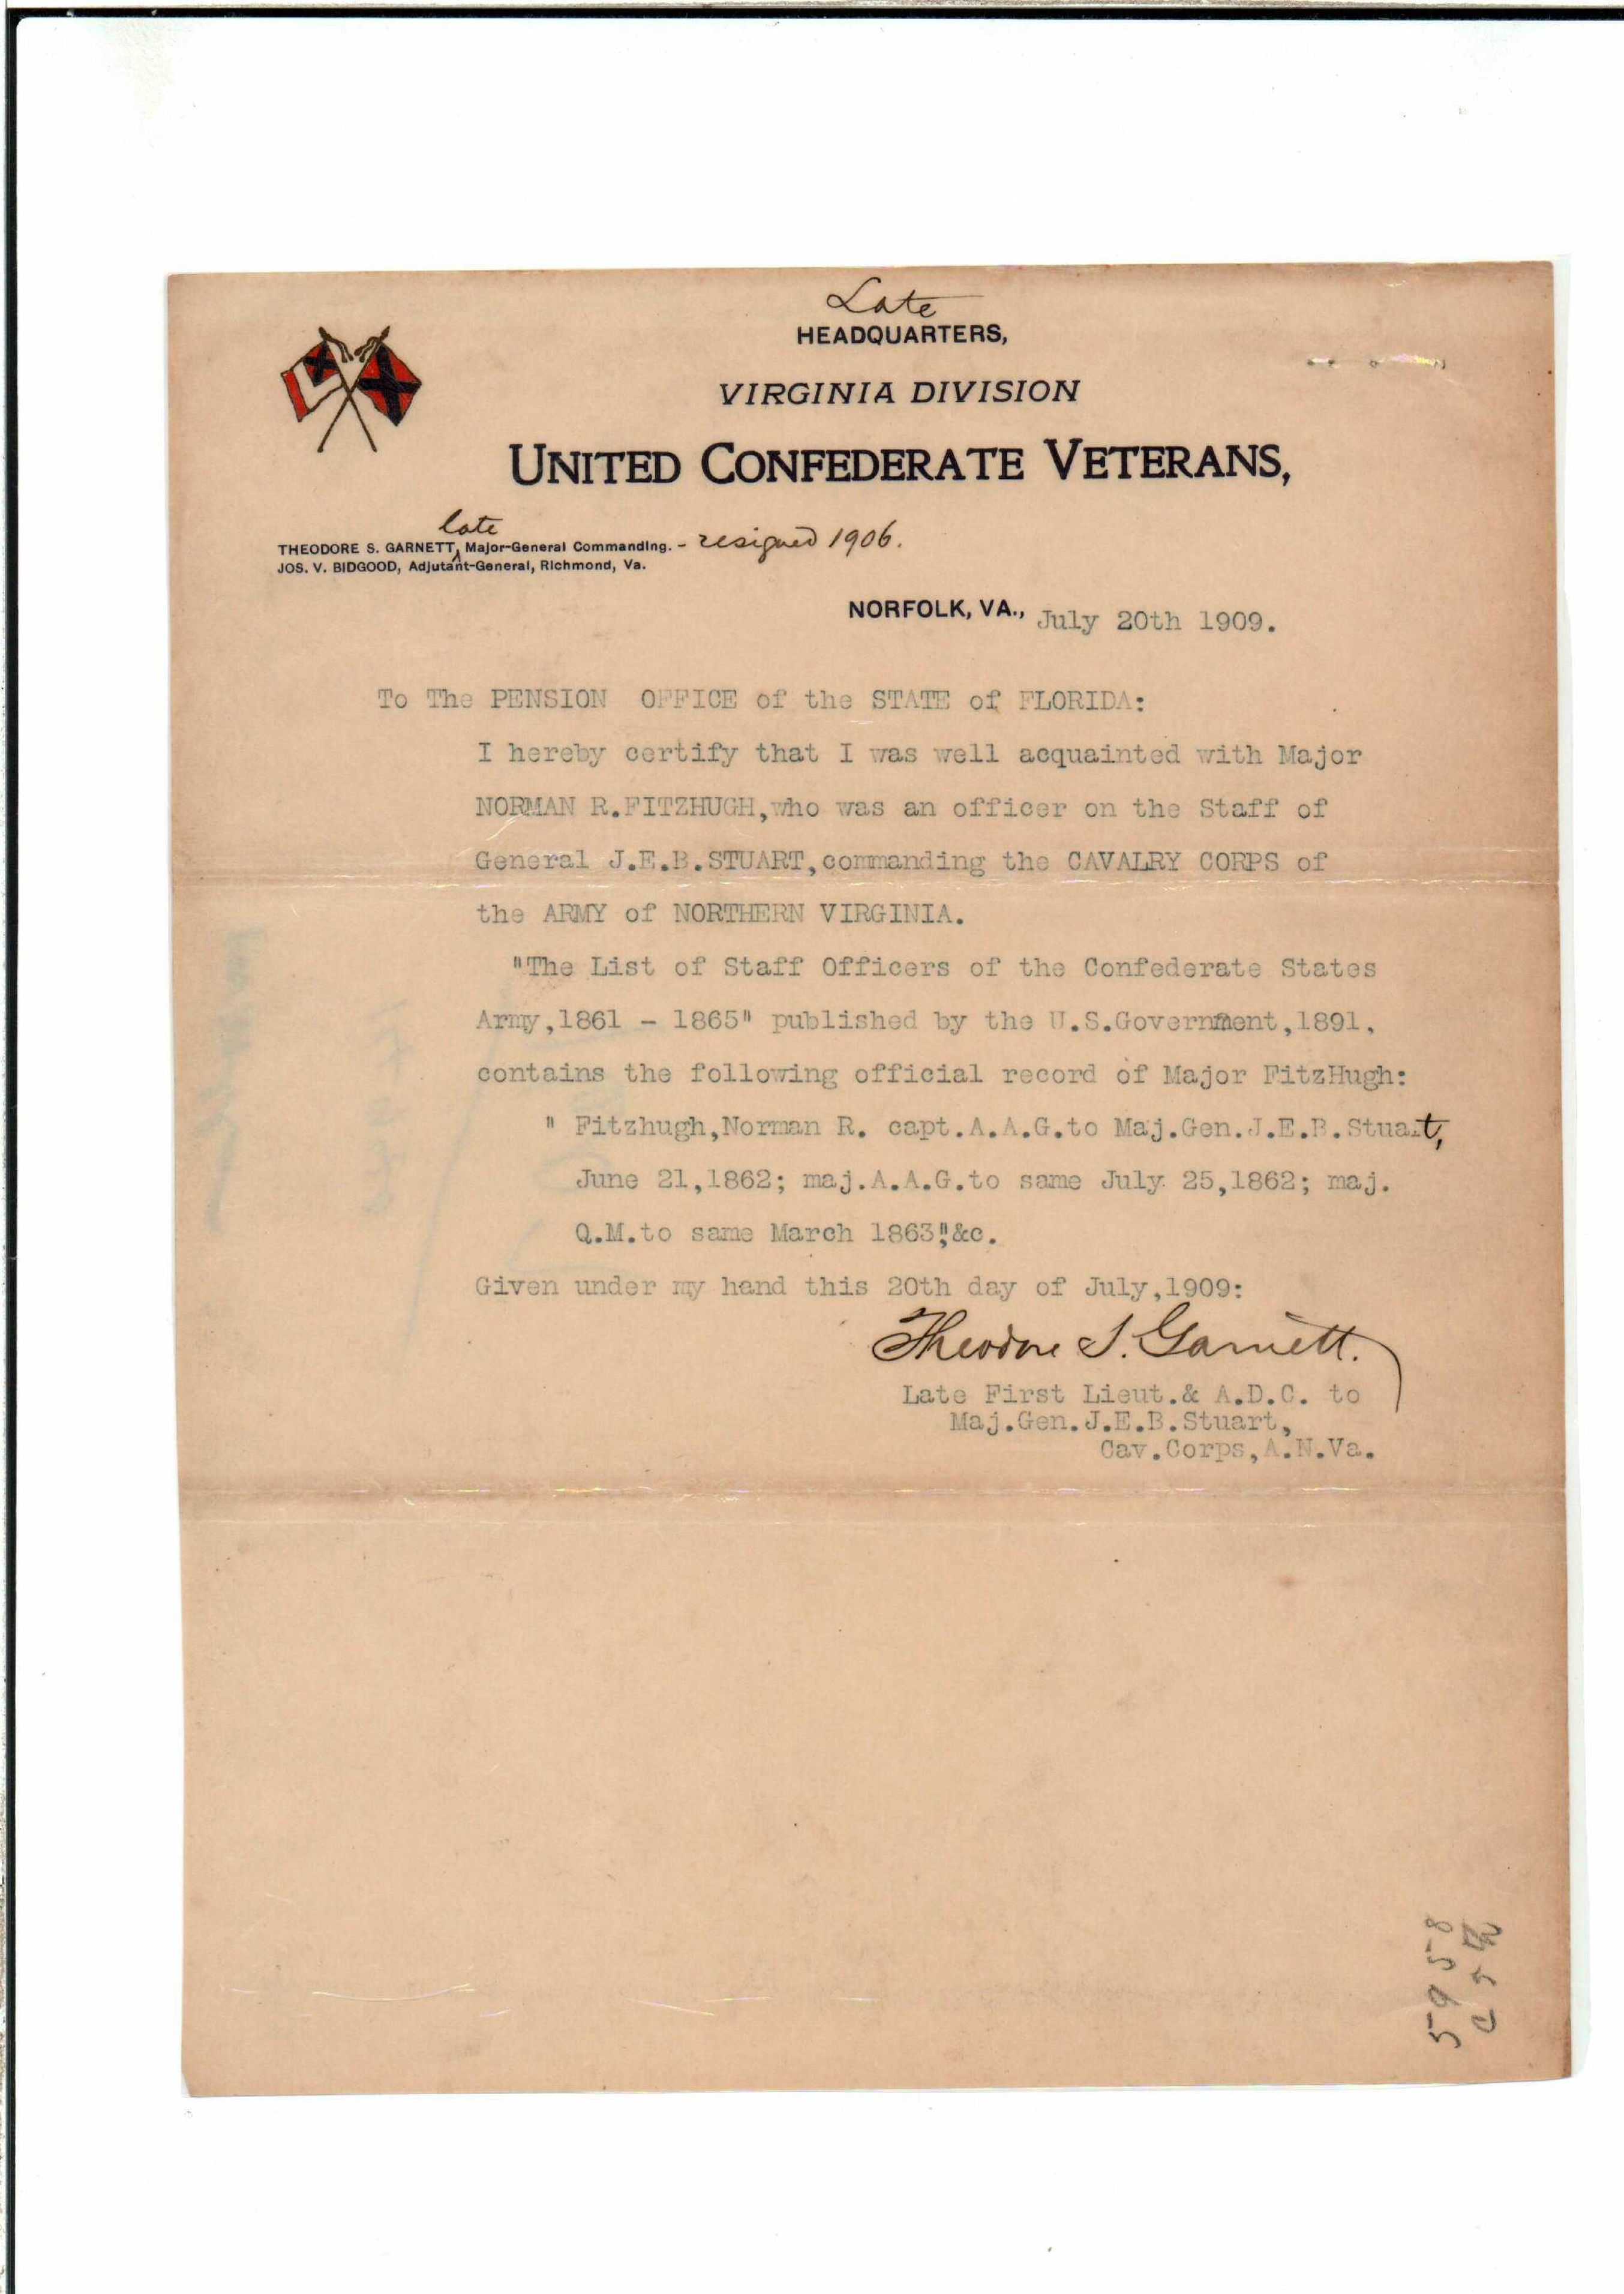 Late
HEADQUARTERS,
VIRGINIA DIVISION
UNITED CONFEDERATE VETERANS,
late
THEODORE S. GARNETT, Major-General Commanding. - resigned 1906.
JOS. V. BIDGOOD, Adjutant-General, Richmond, Va.
NORFOLK, VA., July 20th 1909.
To The PENSION OFFICE of the STATE of FLORIDA:
I hereby certify that I was well acquainted with Major
NORMAN R.FITZHUGH,who was an officer on the Staff of
General J.E.B.STUART,commanding the CAVALRY CORPS of
the ARMY of NORTHERN VIRGINIA.
"The List of Staff Officers of the Confederate States
Army,1861 - 1865" published by the U.S.Government,1891,
contains the following official record of Major FitzHugh:
" Fitzhugh,Norman R. capt.A.A.G.to Maj.Gen.J.E.B.Stuart,
June 21,1862; maj.A.A.G.to same July 25,1862; maj.
Q.M.to same March 1863",&c.
Given under my hand this 20th day of July,1909:
Theodore S. Garnett.
Late First Lieut.& A.D.C. to
Maj.Gen.J.E.B.Stuart,
Cav.Corps,A.N.Va.
5958